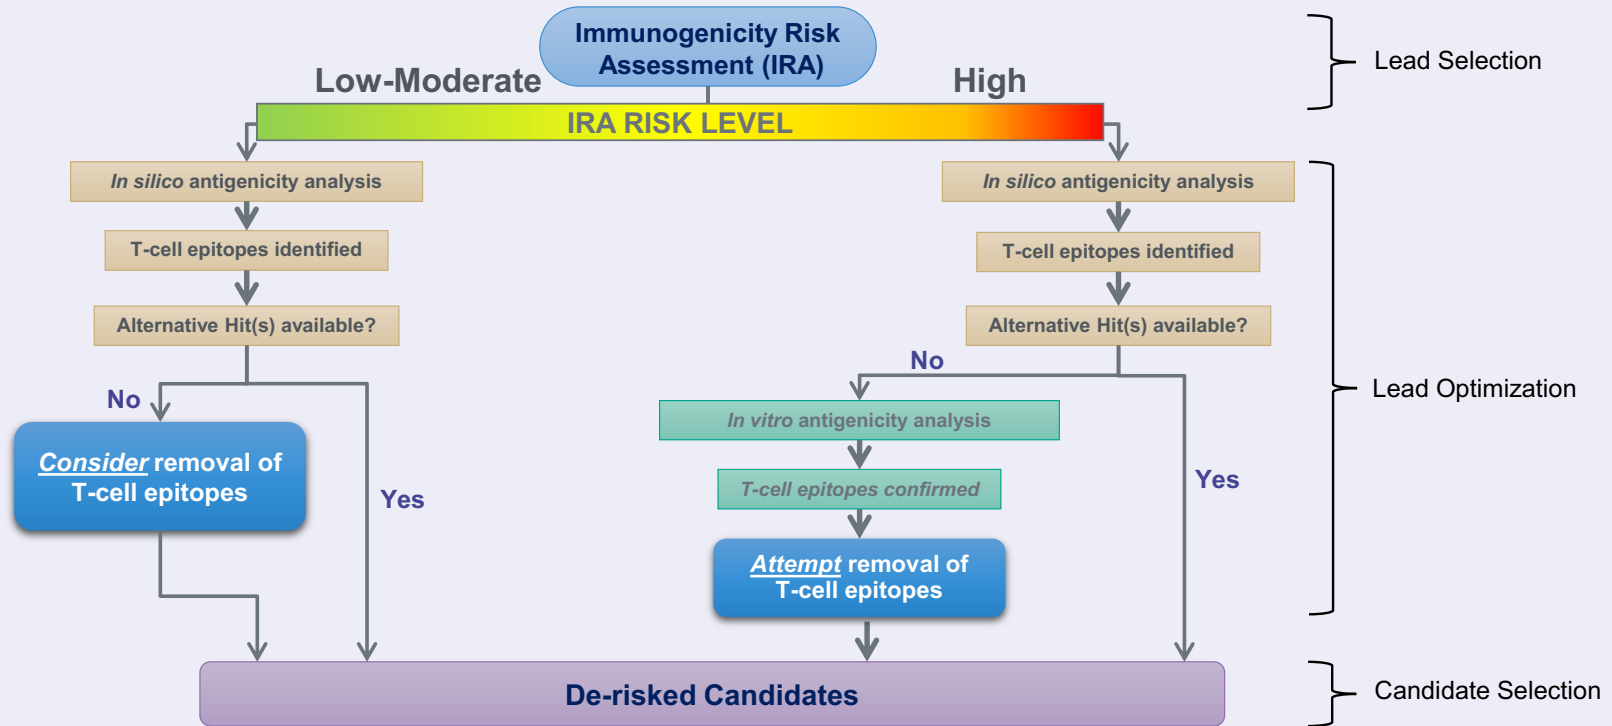 Immunogenicity Risk
Assessment (IRA)
Lead Selection
Low-Moderate
High
IRA RISK LEVEL
In silico antigenicity analysis
In silico antigenicity analysis
T-cell epitopes identified
T-cell epitopes identified
Alternative Hit(s) available?
Alternative Hit(s) available?
No
No
Lead Optimization
In vitro antigenicity analysis
Consider removal of
T-cell epitopes
Yes
Yes
T-cell epitopes confirmed
Attempt removal of
T-cell epitopes
De-risked Candidates
Candidate Selection